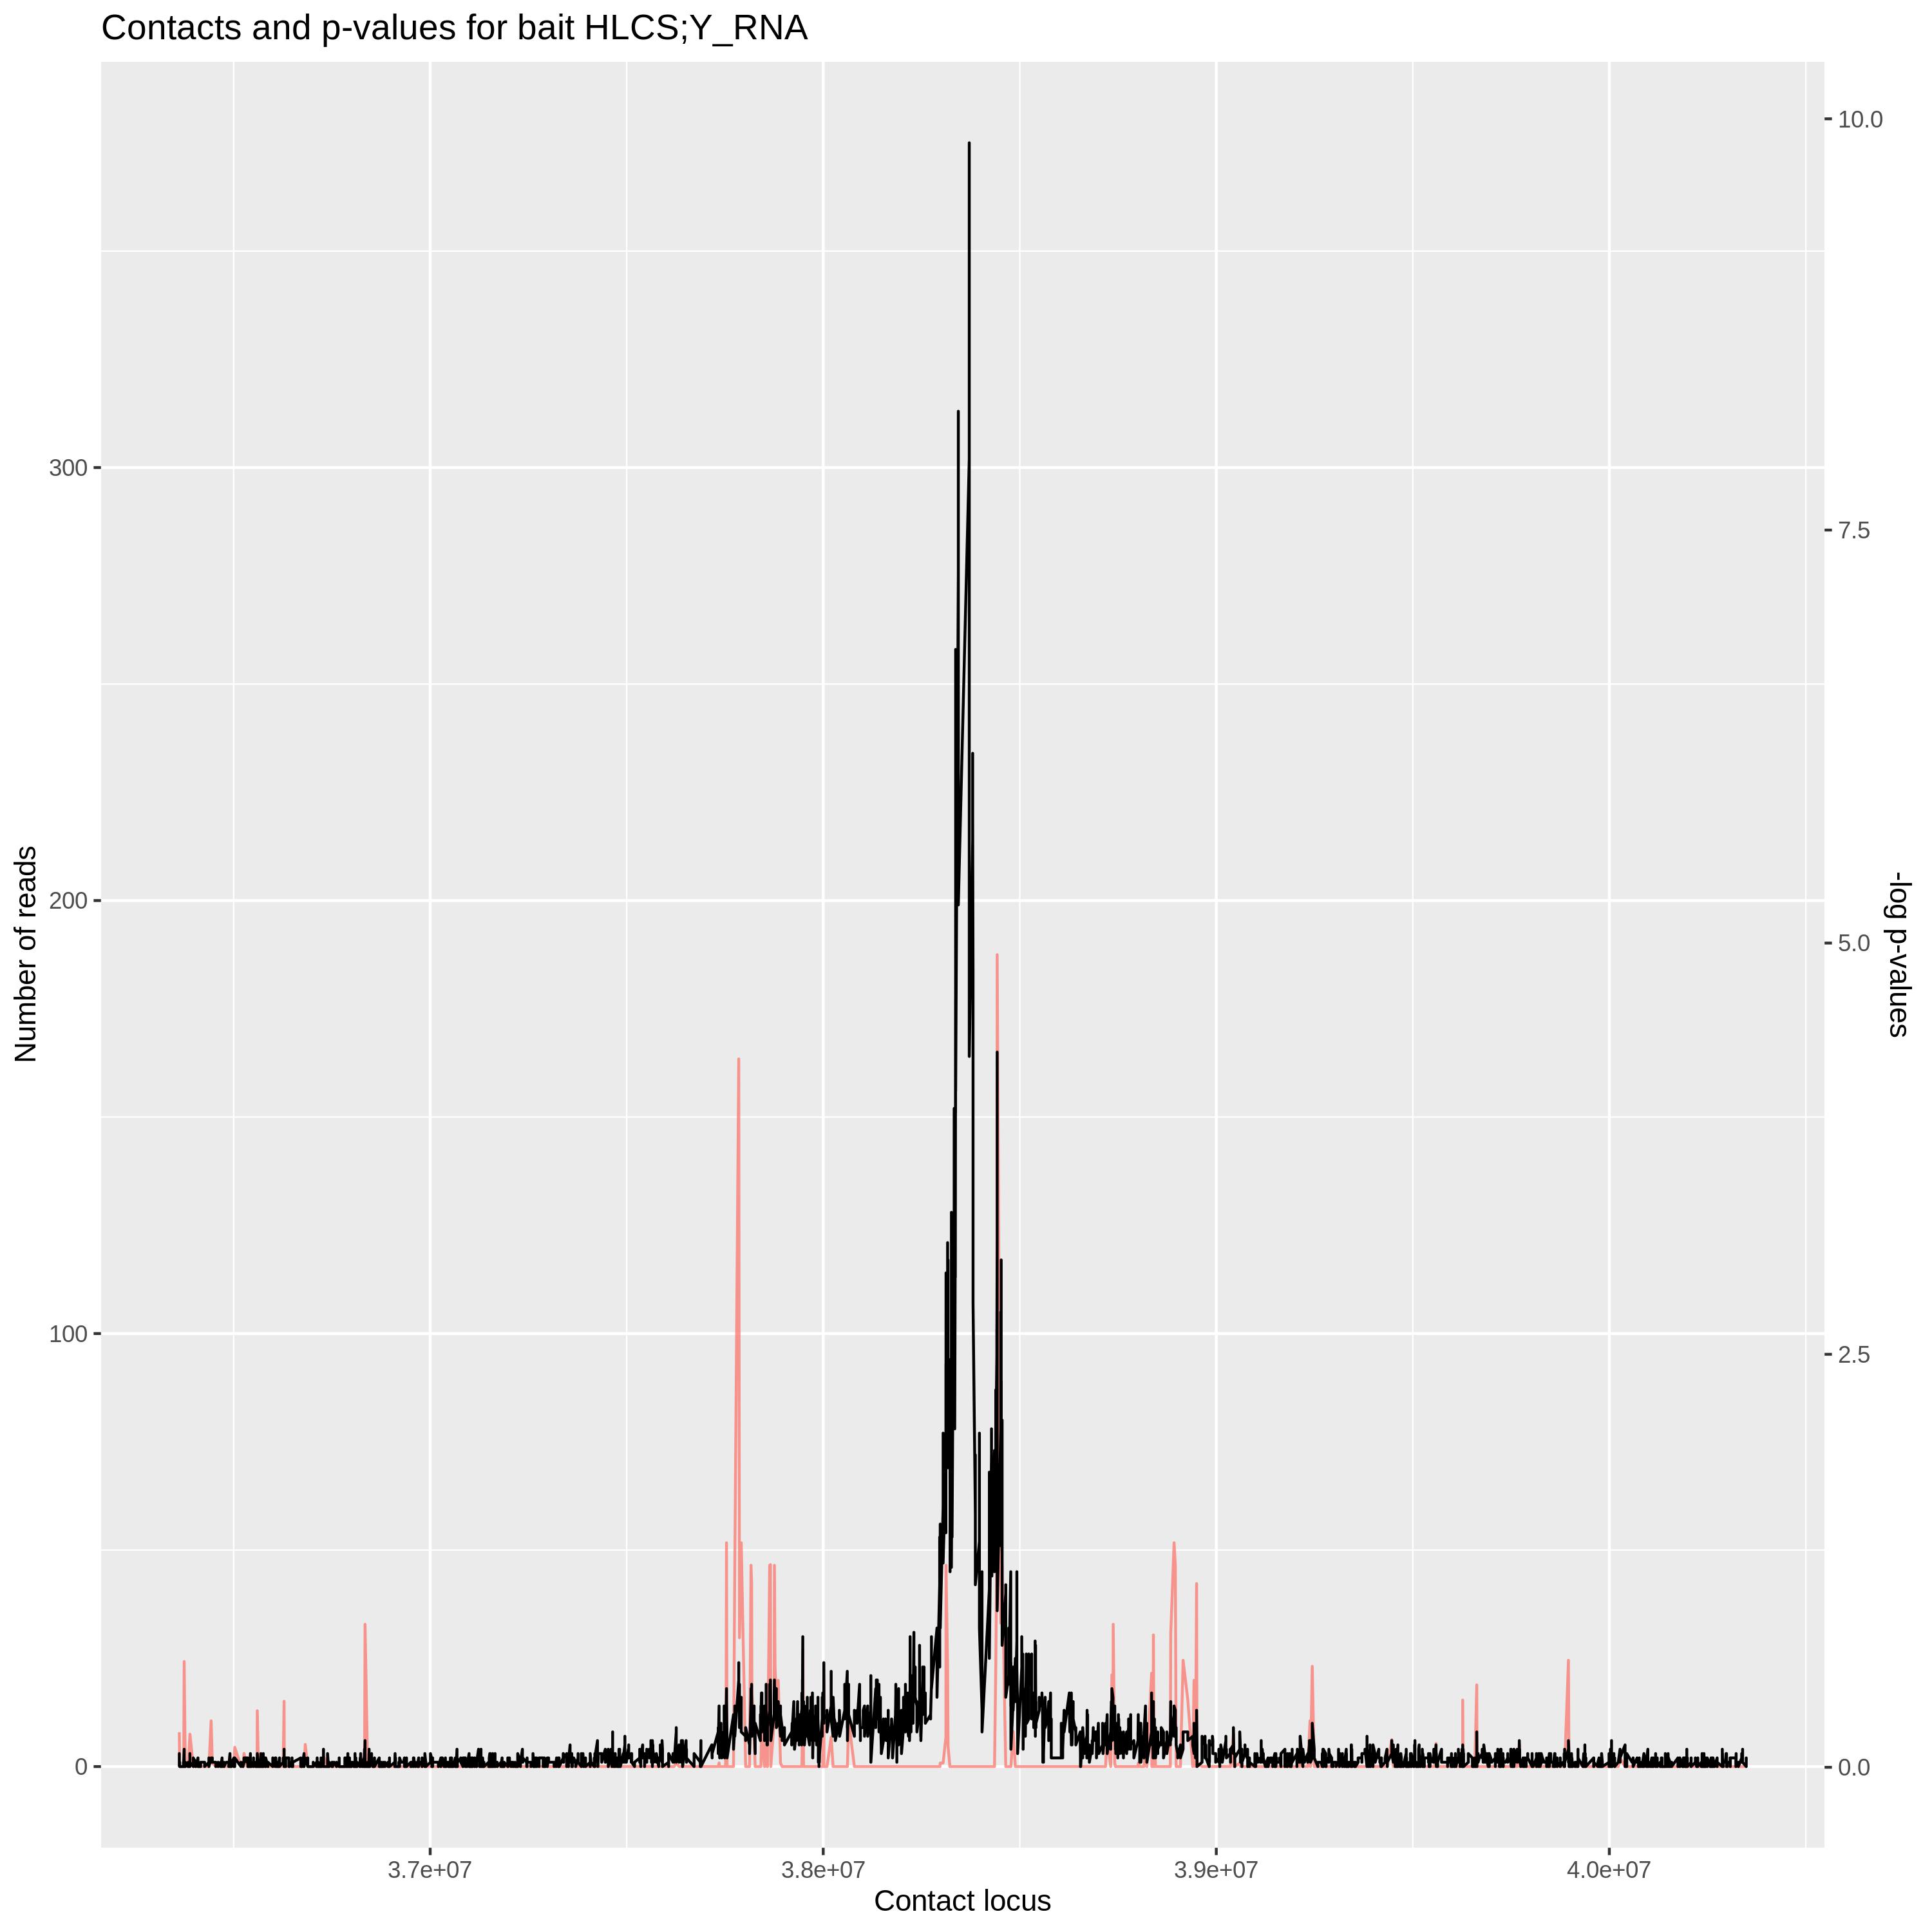 Contacts and p-values for bait HLCS;Y_RNA
Number of reads
300
200
100
0
10.0
7.5
5.0
2.5
0.0
-log p-values
3.7e+07
3.8e+07
3.9e+07
4.0e+07
Contact locus